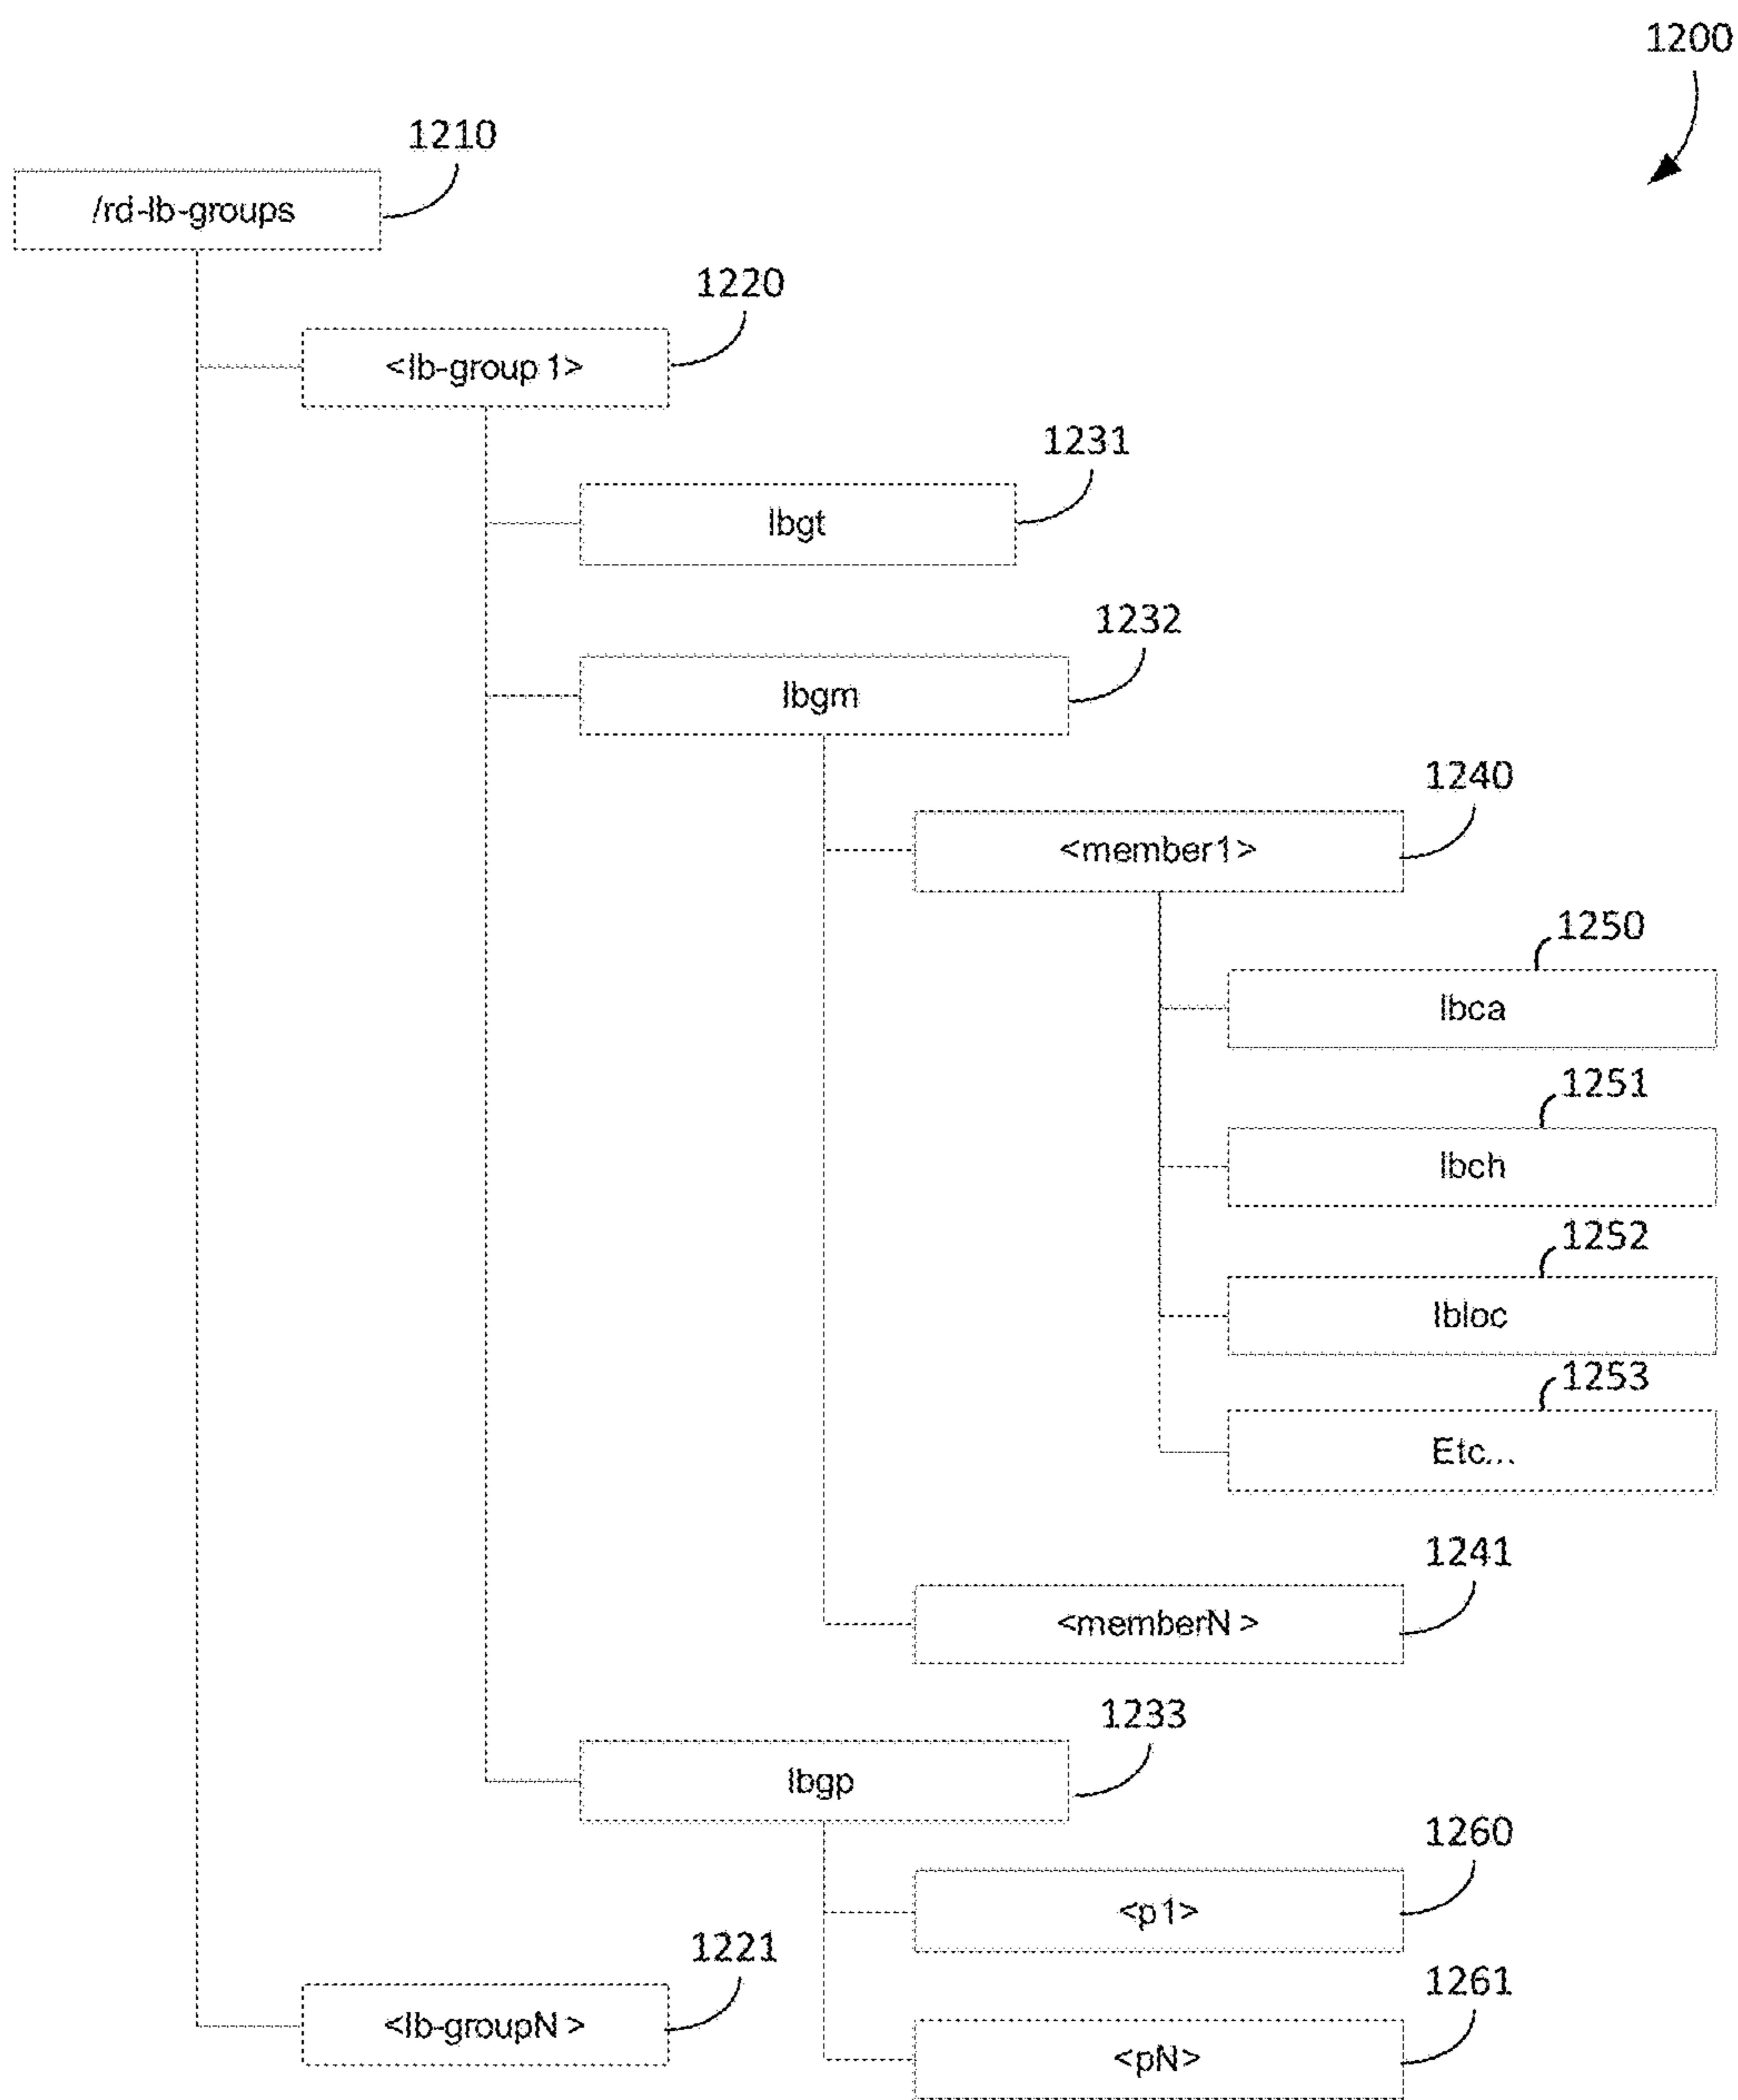 1200
1210
/rd-lb-groups
1220
<lb-group 1>
1231
lbgt
1232
lbgm
1240
<member1>
1250
lbca
1251
lbch
1252
lbloc
1253
Etc...
1241
<memberN >
1233
lbgp
1260
<p1>
1221
<lb-groupN >
1261
<pN>